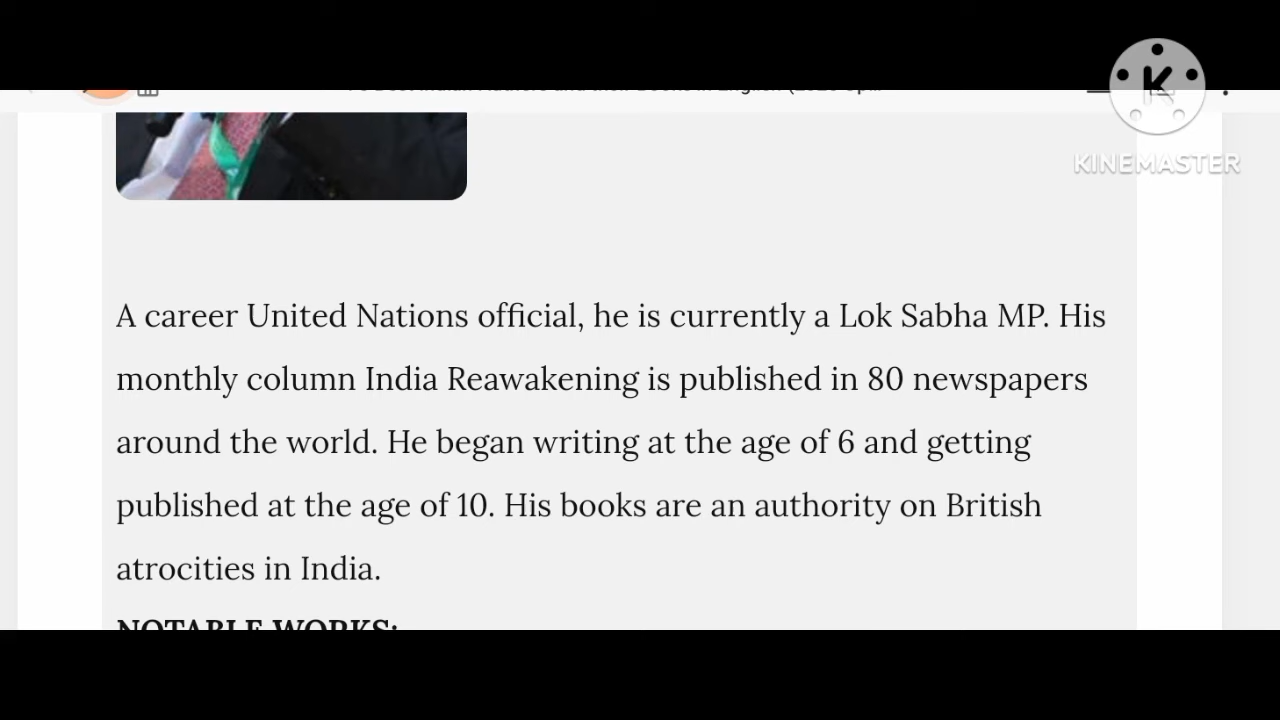 KINEMASTER
A career United Nations official, he is currently a Lok Sabha MP. His
monthly column India Reawakening is published in 80 newspapers
around the world. He began writing at the age of 6 and getting
published at the age of 10. His books are an authority on British
atrocities in India.
NOTABLE WORKS: